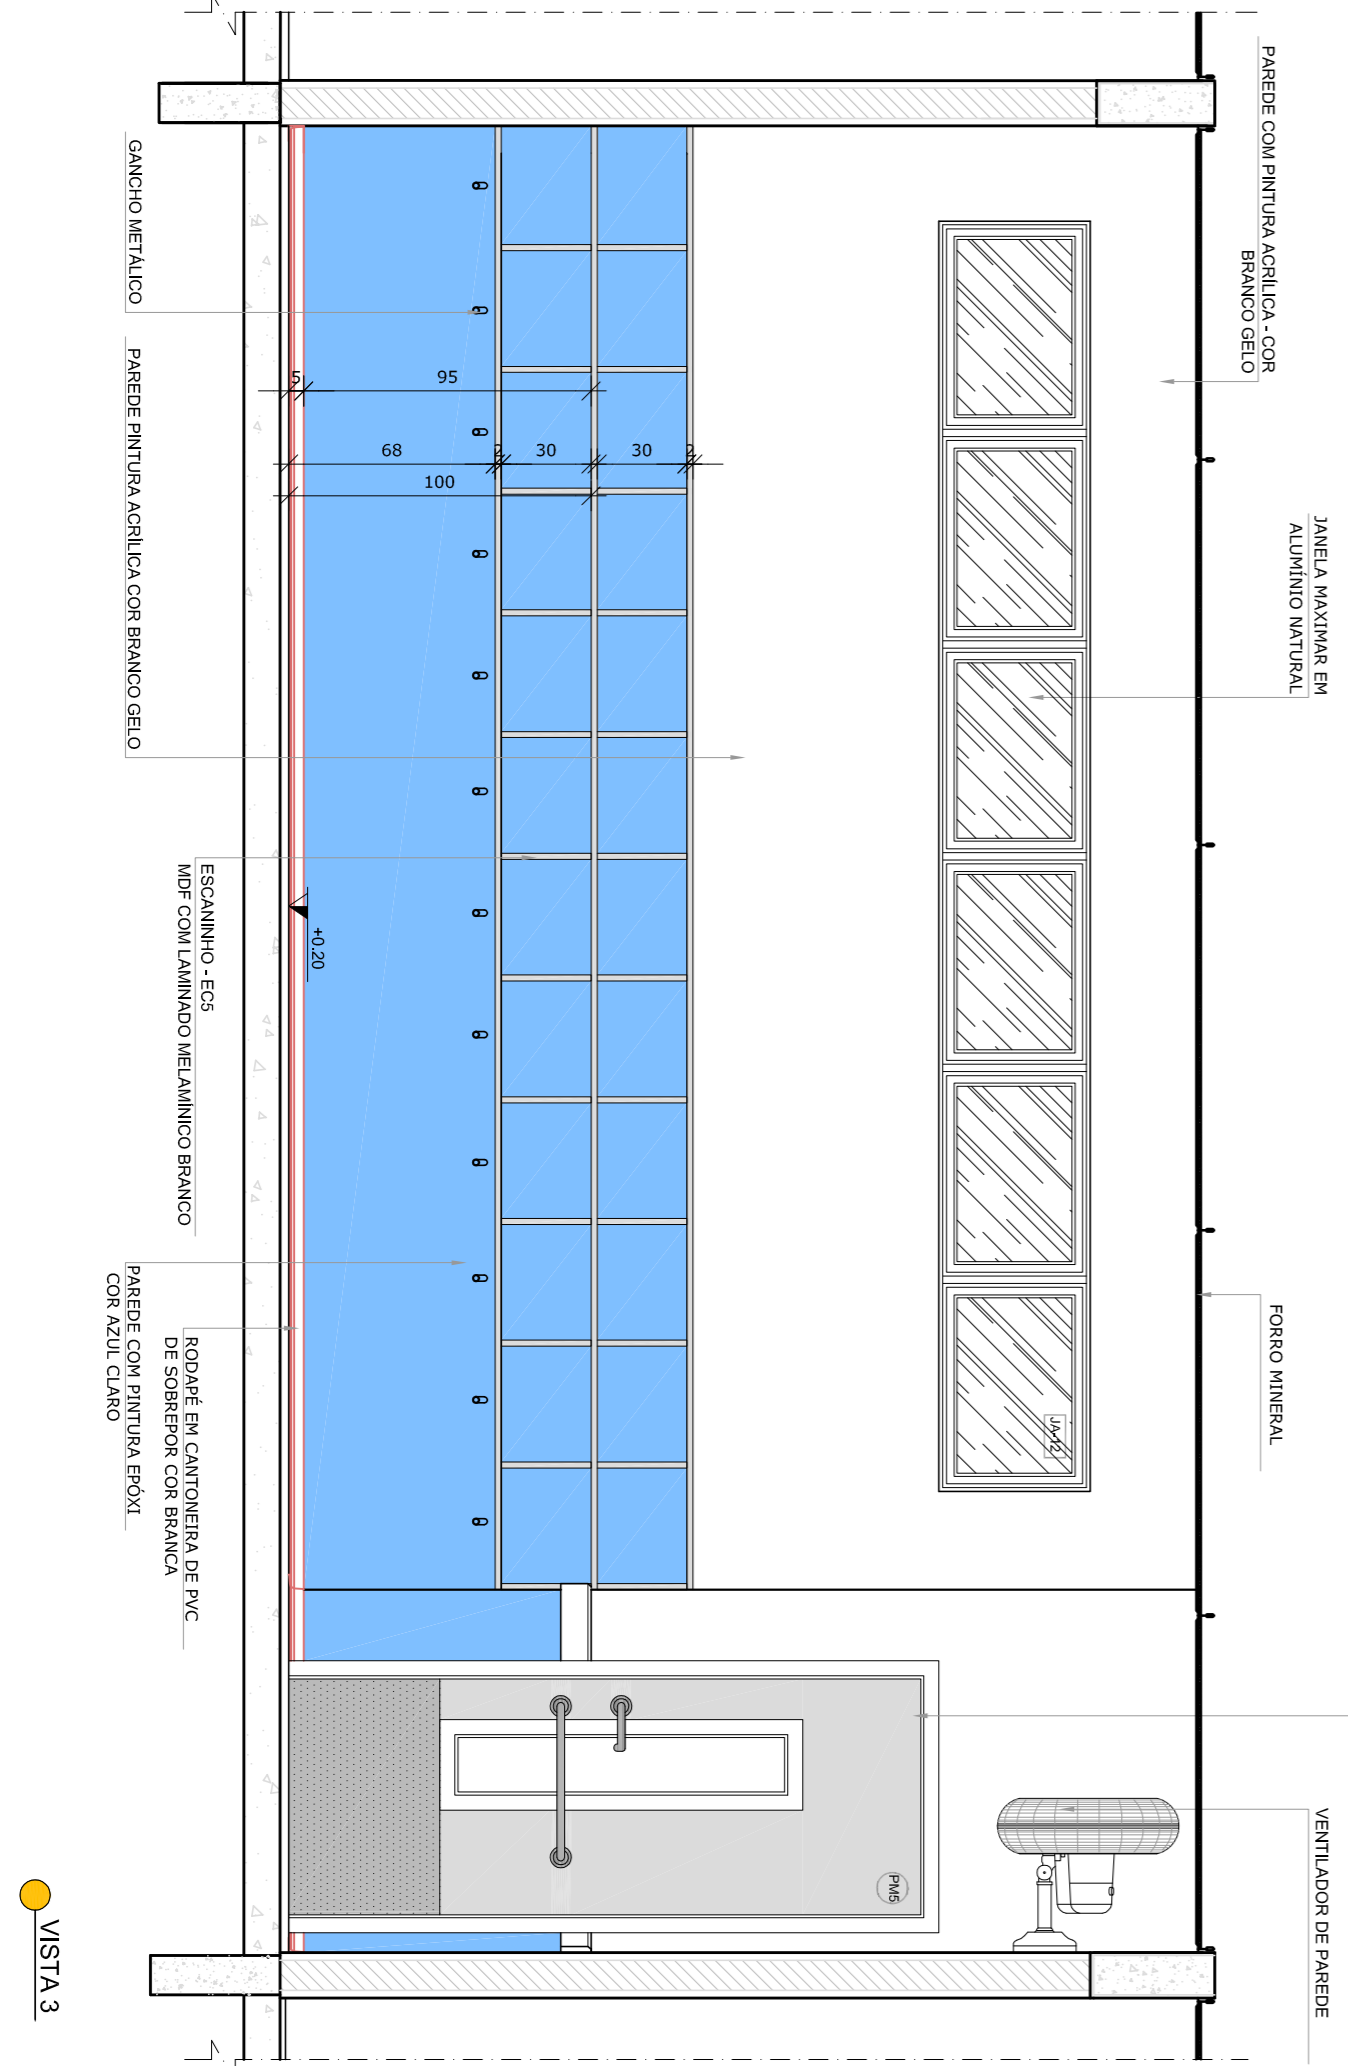 PAREDE COM PINTURA ACRÍLICA - COR
BRANCO GELO
JANELA MAXIMAR EM
ALUMÍNIO NATURAL
FORRO MINERAL
VENTILADOR DE PAREDE
JA-12
PM5
5
95
68
2
30
30
2
100
+0.20
GANCHO METÁLICO
PAREDE PINTURA ACRÍLICA COR BRANCO GELO
ESCANINHO - EC5
MDF COM LAMINADO MELAMÍNICO BRANCO
PAREDE COM PINTURA EPÓXI
COR AZUL CLARO
RODAPÉ EM CANTONEIRA DE PVC
DE SOBREPOR COR BRANCA
VISTA 3